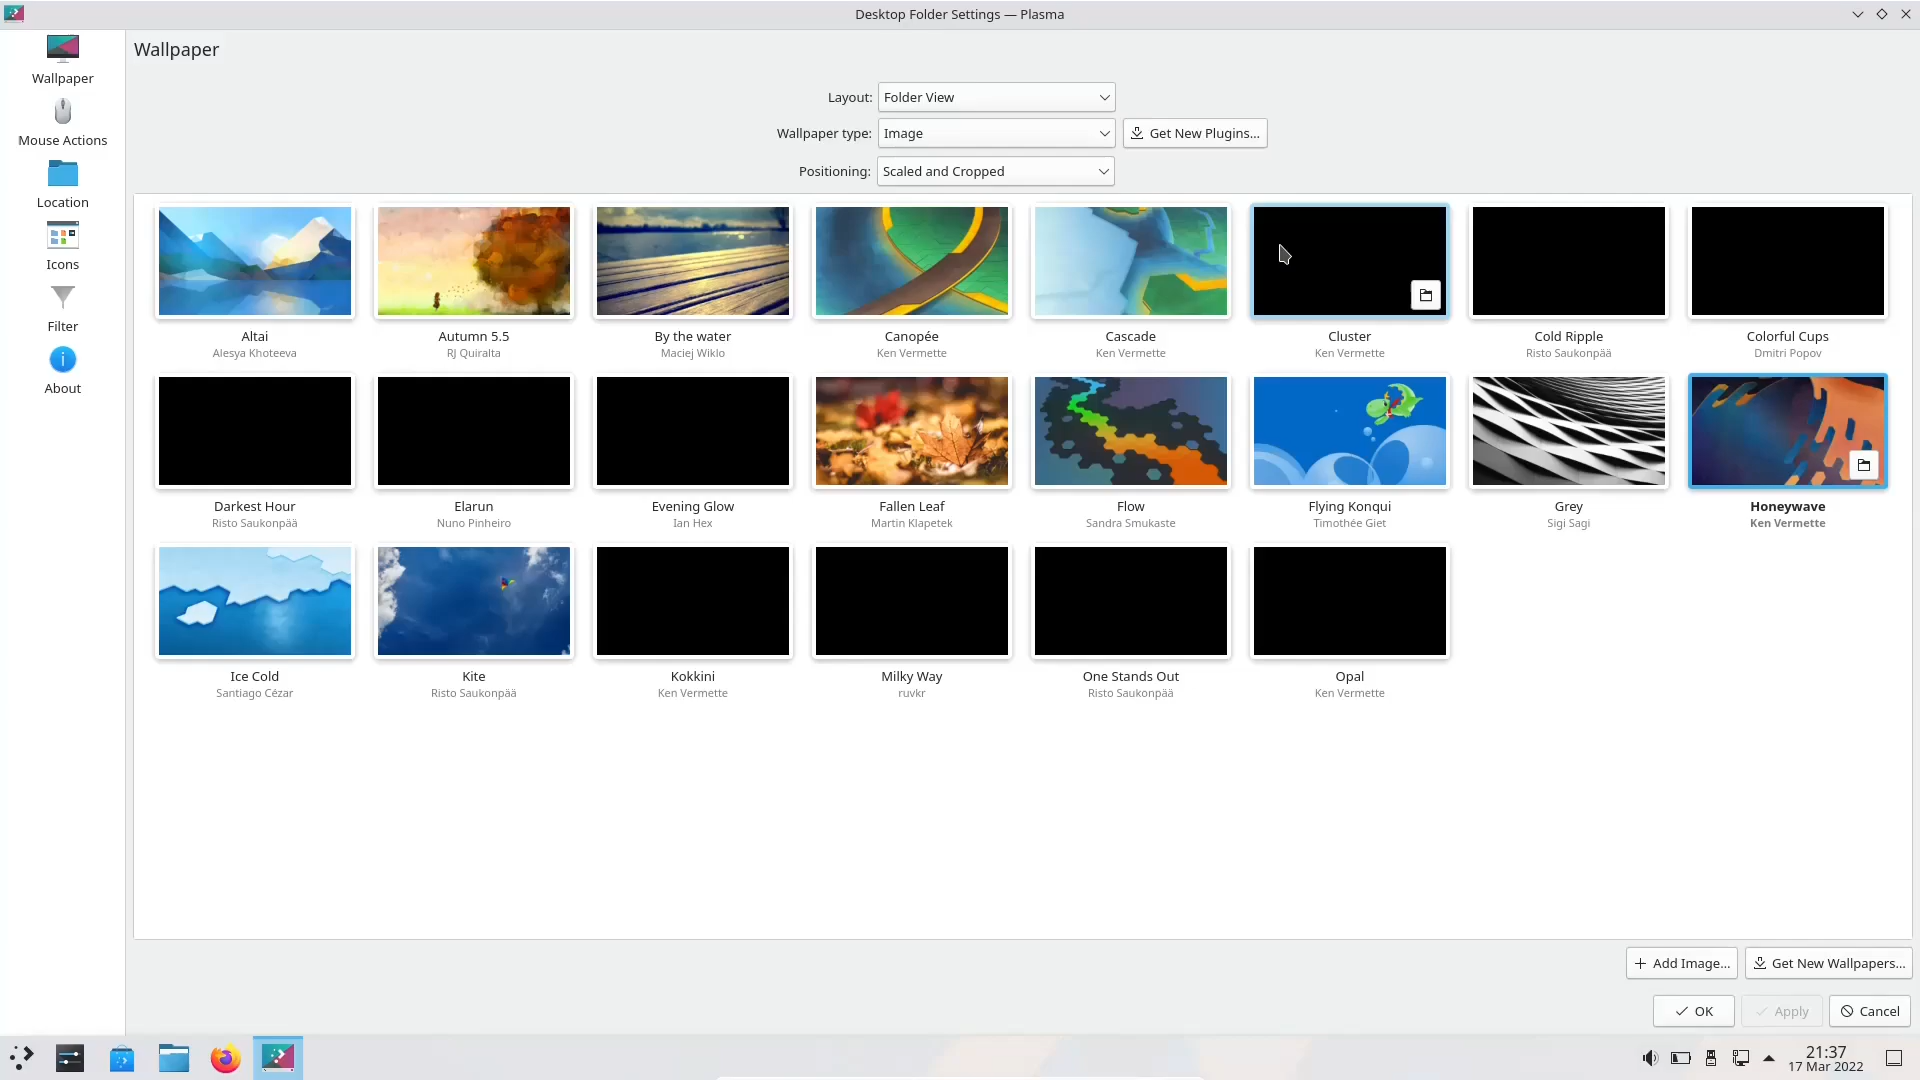 Desktop Folder Settings — Plasma
Wallpaper
Wallpaper
Mouse Actions
Location
Icons
Filter
About
Layout: Folder View
Wallpaper type: Image Get New Plugins...
Positioning: Scaled and Cropped
Altai Autumn 5.5 By the water Canopée Cascade Cluster Cold Ripple Colorful Cups
Alesya Khoteeva RJ Quiralta Maciej Wiklo Ken Vermette Ken Vermette Ken Vermette Risto Saukonpää Dmitri Popov
Darkest Hour Elarun Evening Glow Fallen Leaf Flow Flying Konqui Grey Honeywave
Risto Saukonpää Nuno Pinheiro Ian Hex Martin Klapetek Sandra Smukaste Timothée Giet Sigi Sagi Ken Vermette
Ice Cold Kite Kokkini Milky Way One Stands Out Opal
Santiago Cézar Risto Saukonpää Ken Vermette ruvkr Risto Saukonpää Ken Vermette
Add Image... Get New Wallpapers...
OK Apply Cancel
21:37
17 Mar 2022